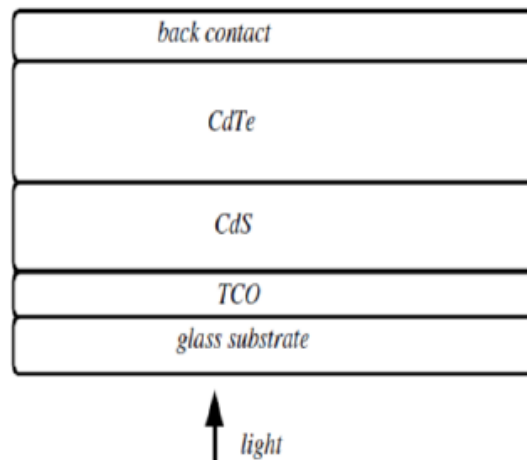 back contact
CdTe
CdS
TCO
glass substrate
light